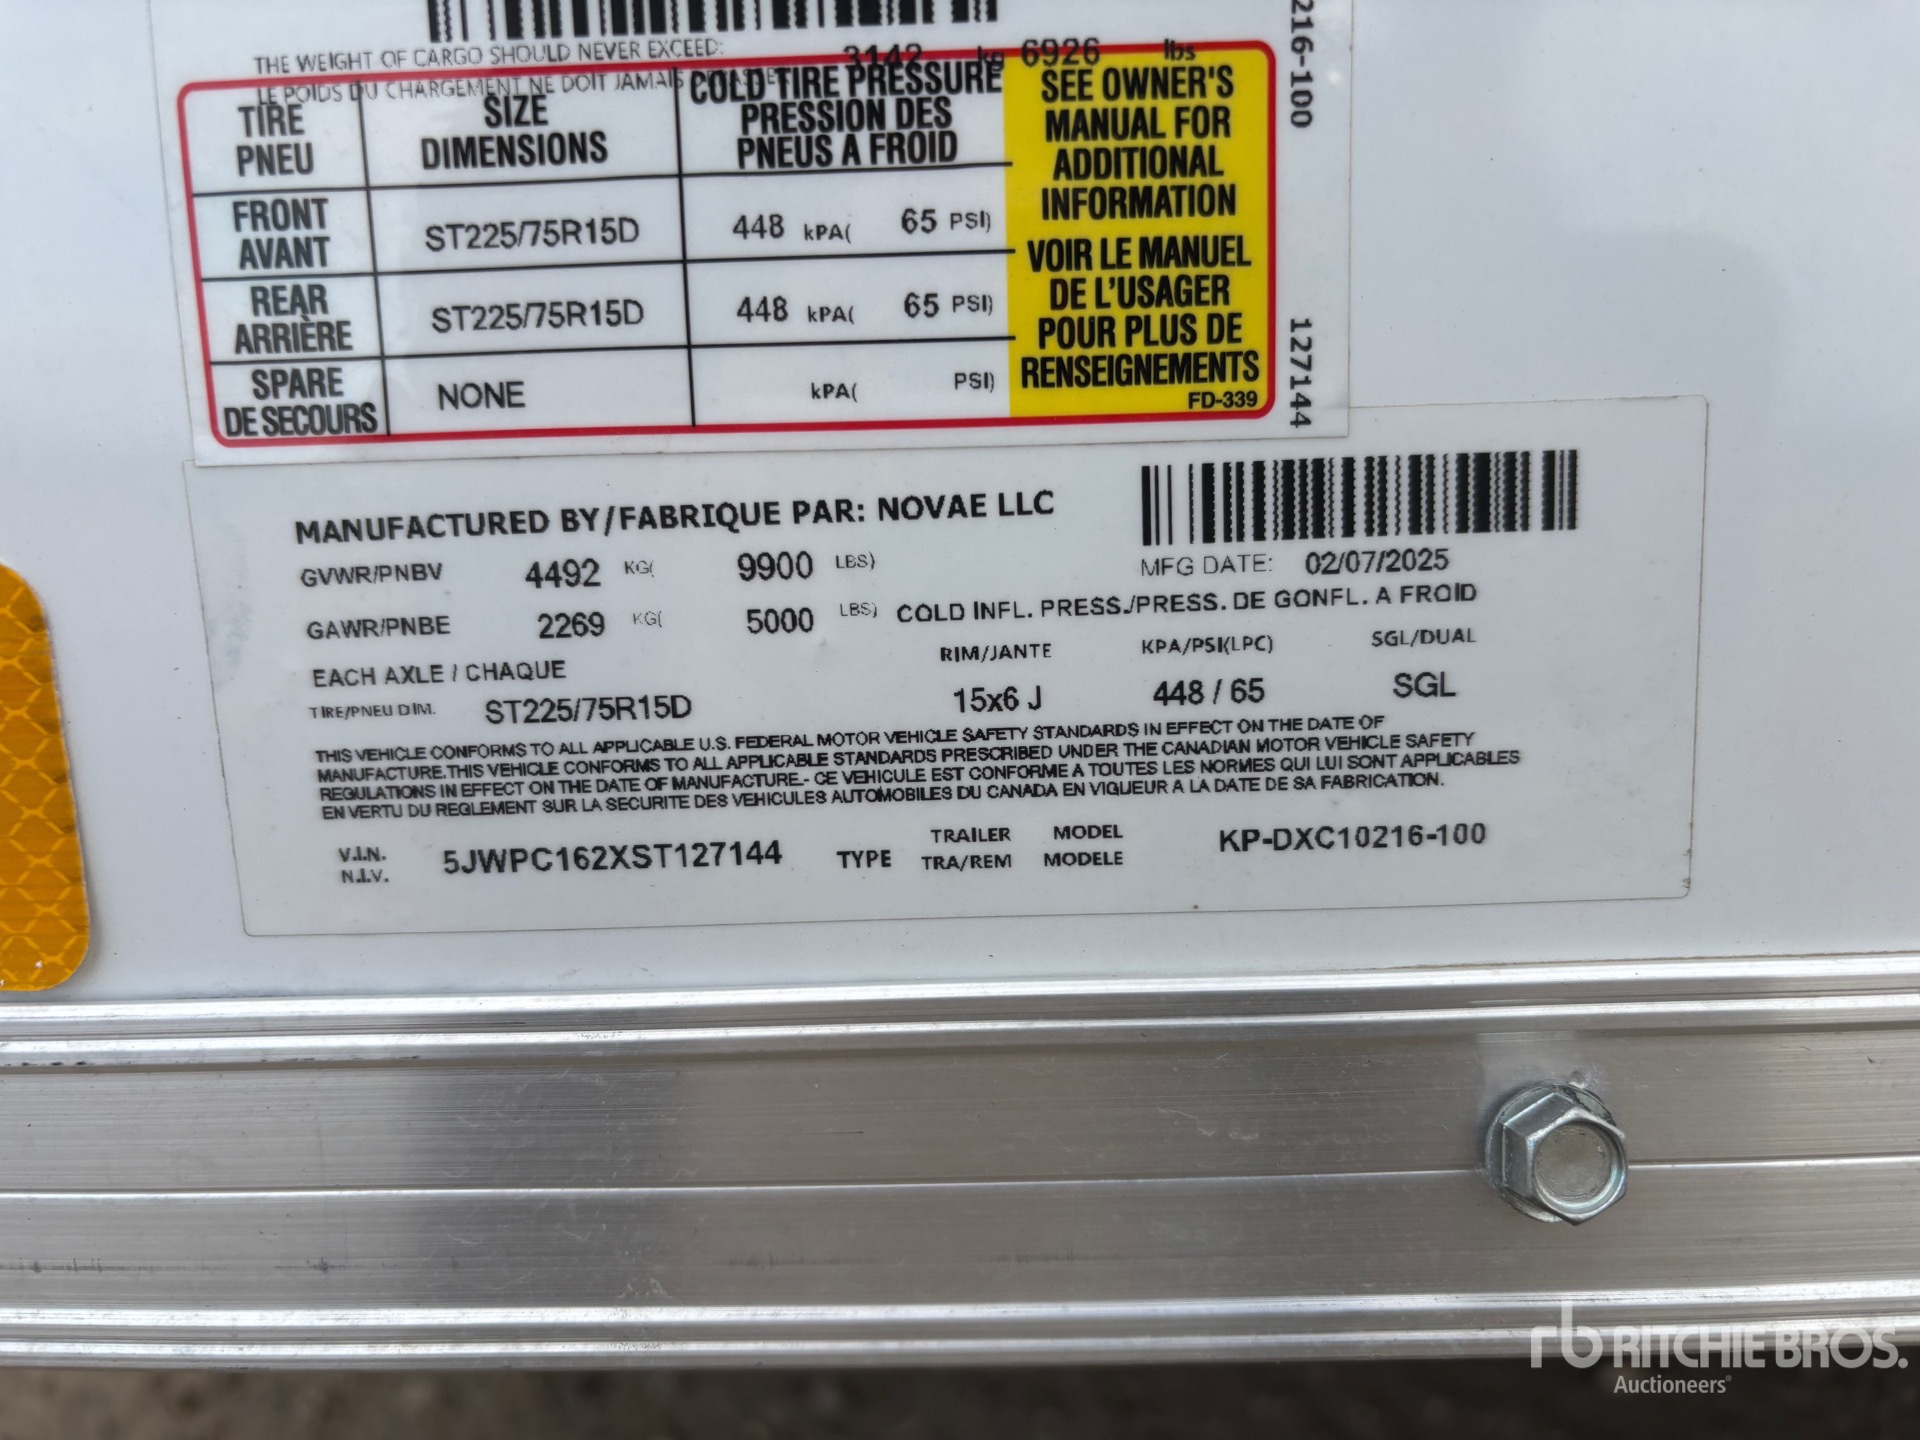 THE WEIGHT OF CARGO SHOULD NEVER EXCEED: 3142 kg 6926 lbs
LE POIDS DU CHARGEMENT NE DOIT JAMAIS
TIRE
PNEU
SIZE
DIMENSIONS
COLD TIRE PRESSURE
PRESSION DES
PNEUS A FROID
FRONT
AVANT
ST225/75R15D
448 kPA( 65 PSI)
REAR
ARRIÈRE
ST225/75R15D
448 kPA( 65 PSI)
SPARE
DE SECOURS
NONE
kPA( PSI)
SEE OWNER'S
MANUAL FOR
ADDITIONAL
INFORMATION
VOIR LE MANUEL
DE L'USAGER
POUR PLUS DE
RENSEIGNEMENTS
FD-339
216-100
127144
MANUFACTURED BY/FABRIQUE PAR: NOVAE LLC
GVWR/PNBV 4492 KG( 9900 LBS)
MFG DATE: 02/07/2025
GAWR/PNBE 2269 KG( 5000 LBS) COLD INFL. PRESS./PRESS. DE GONFL. A FROID
EACH AXLE / CHAQUE RIM/JANTE KPA/PSI(LPC) SGL/DUAL
TIRE/PNEU DIM. ST225/75R15D 15x6 J 448 / 65 SGL
THIS VEHICLE CONFORMS TO ALL APPLICABLE U.S. FEDERAL MOTOR VEHICLE SAFETY STANDARDS IN EFFECT ON THE DATE OF
MANUFACTURE.THIS VEHICLE CONFORMS TO ALL APPLICABLE STANDARDS PRESCRIBED UNDER THE CANADIAN MOTOR VEHICLE SAFETY
REGULATIONS IN EFFECT ON THE DATE OF MANUFACTURE.- CE VEHICULE EST CONFORME A TOUTES LES NORMES QUI LUI SONT APPLICABLES
EN VERTU DU REGLEMENT SUR LA SECURITE DES VEHICULES AUTOMOBILES DU CANADA EN VIGUEUR A LA DATE DE SA FABRICATION.
V.I.N.
N.I.V.
5JWPC162XST127144
TYPE
TRAILER
TRA/REM
MODEL
MODELE
KP-DXC10216-100
rb RITCHIE BROS.
Auctioneers